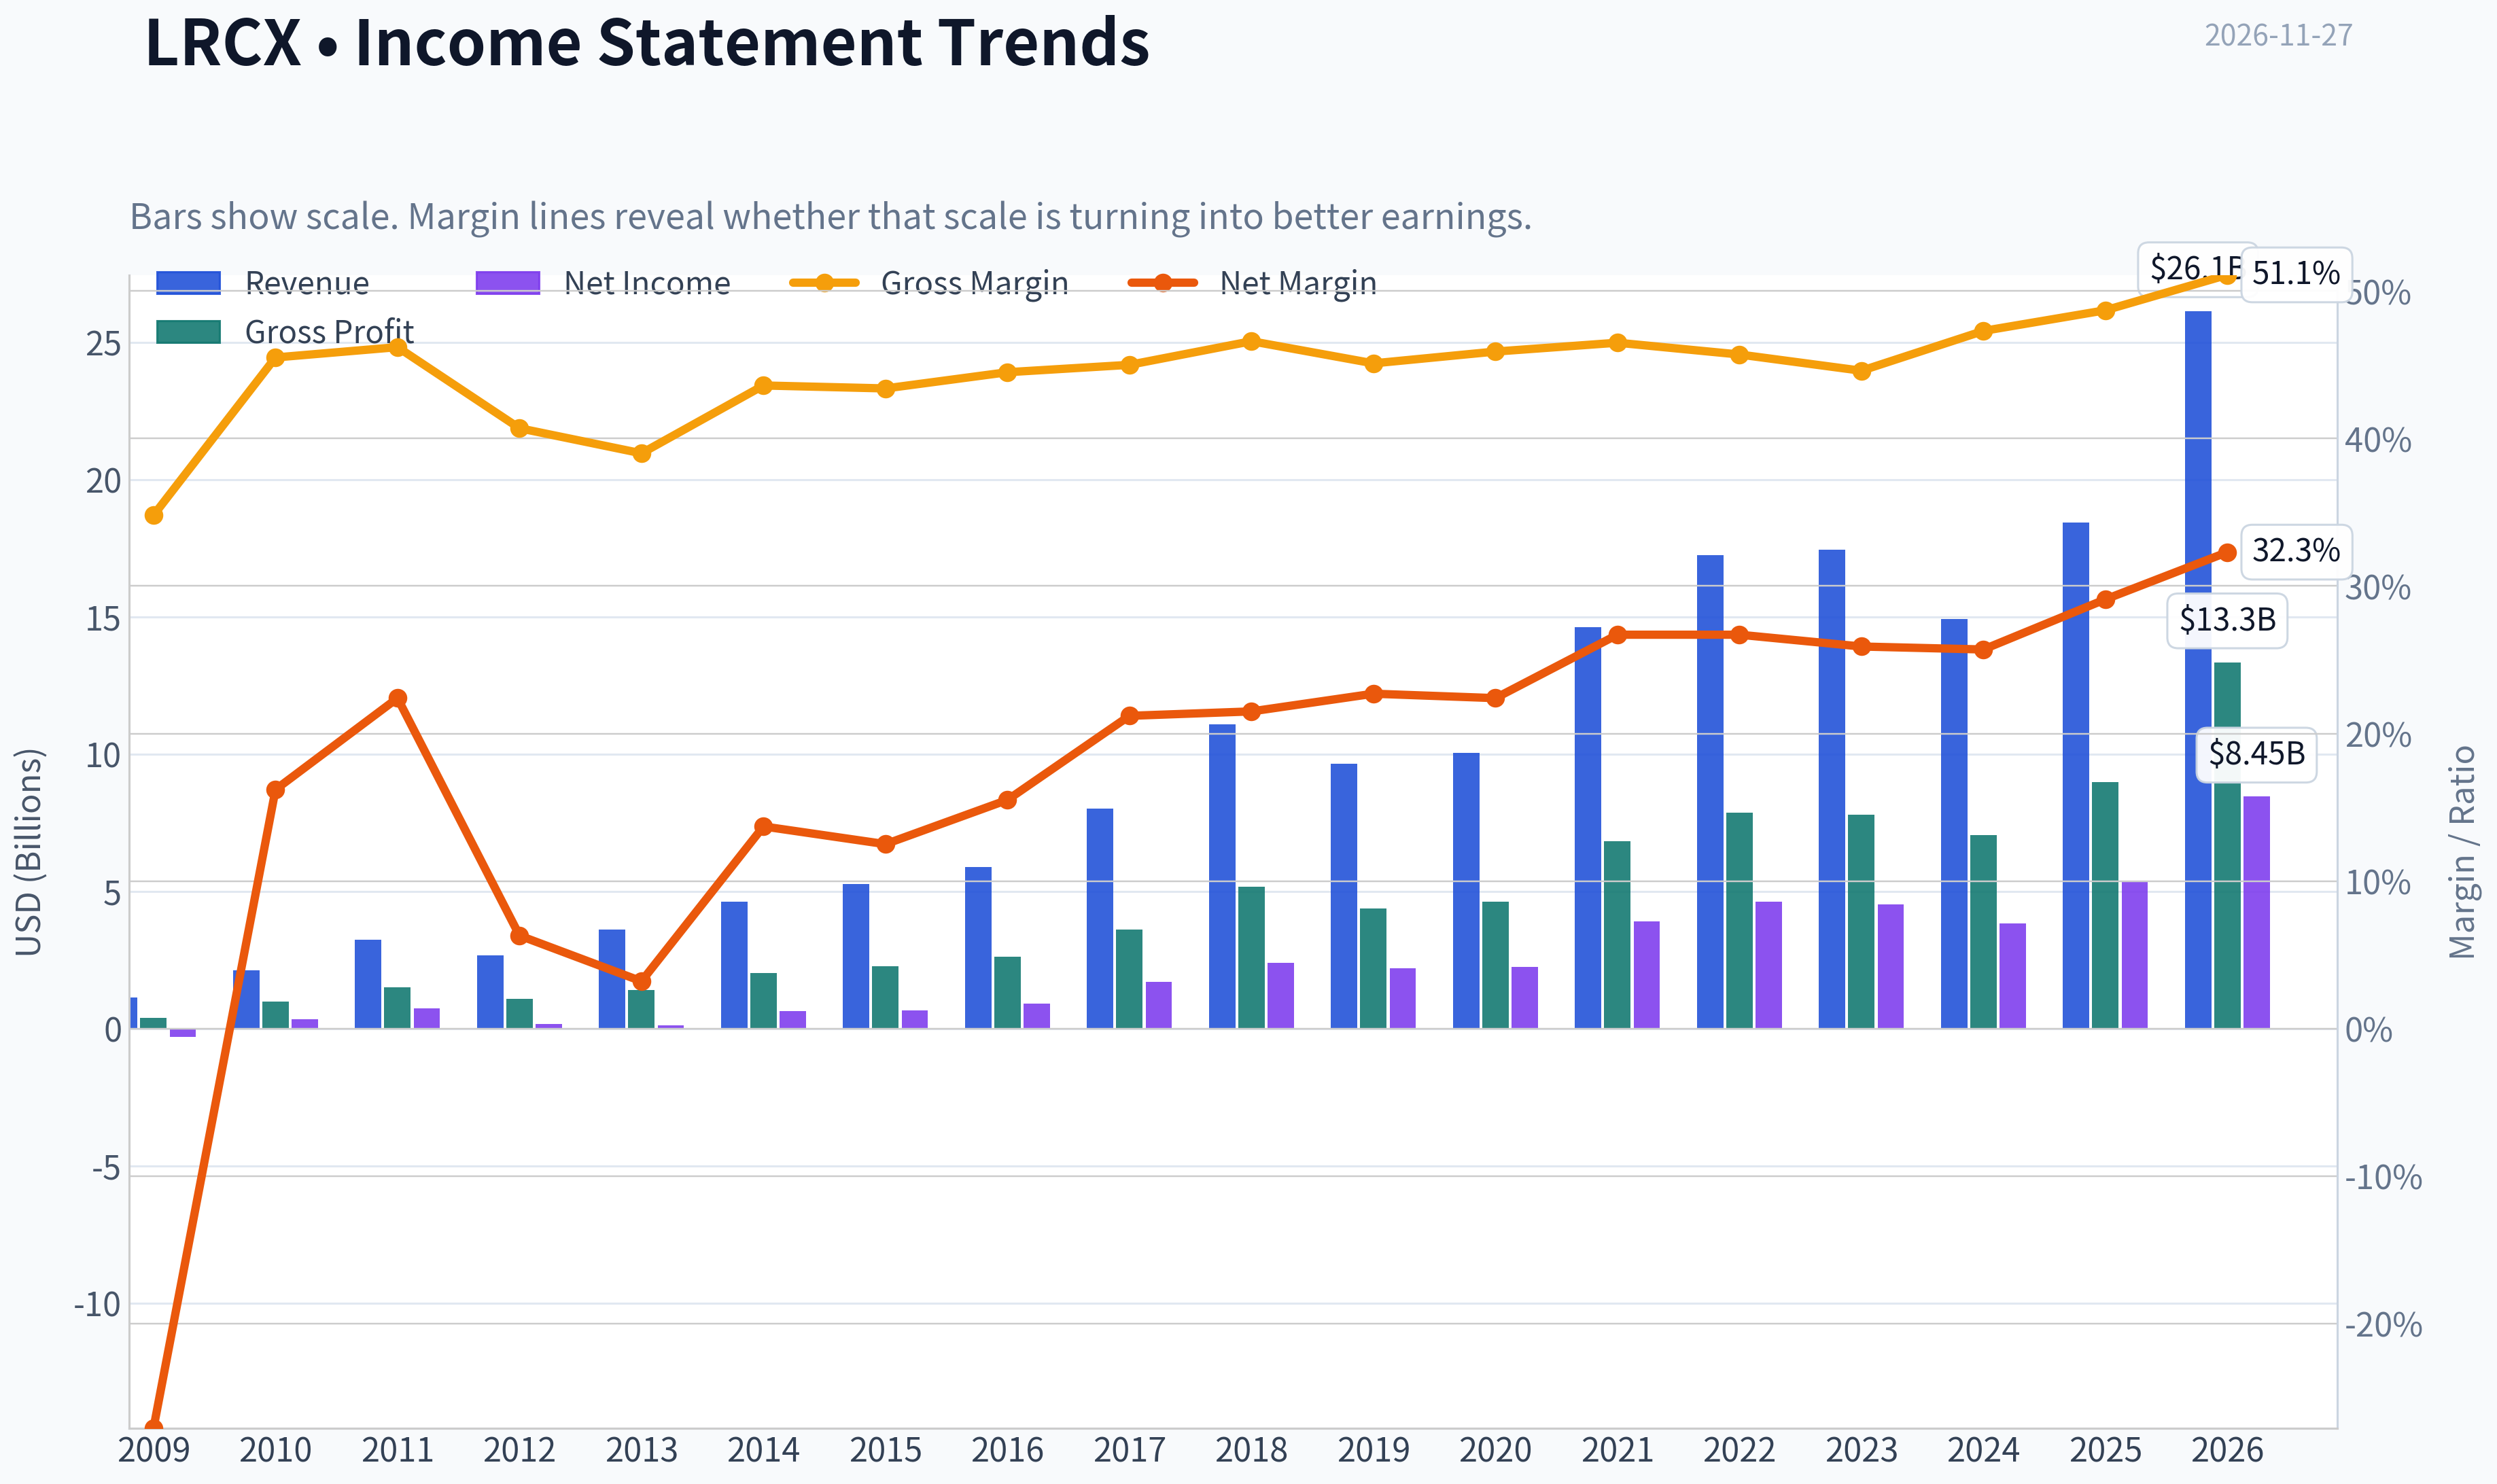 LRCX • Income Statement Trends
2026-11-27
Bars show scale. Margin lines reveal whether that scale is turning into better earnings.
Revenue
Net Income
Gross Margin
Net Margin
Gross Profit
$26.1B
51.1%
32.3%
$13.3B
$8.45B
USD (Billions)
25
20
15
10
5
0
-5
-10
50%
40%
30%
20%
10%
0%
-10%
-20%
Margin / Ratio
2009 2010 2011 2012 2013 2014 2015 2016 2017 2018 2019 2020 2021 2022 2023 2024 2025 2026